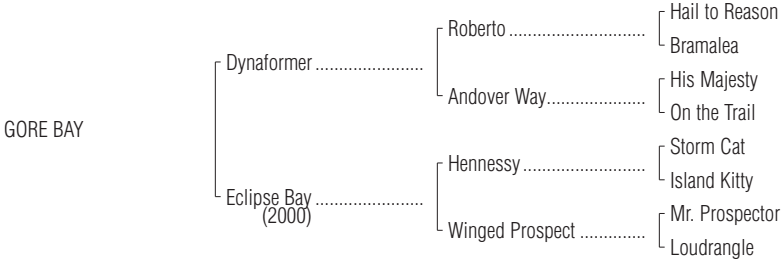 Hail to Reason
Roberto ..............................
Bramalea
Dynaformer ........................
His Majesty
Andover Way......................
On the Trail
GORE BAY
Storm Cat
Hennessy ...........................
Island Kitty
Eclipse Bay ........................
(2000)
Mr. Prospector
Winged Prospect ...............
Loudrangle